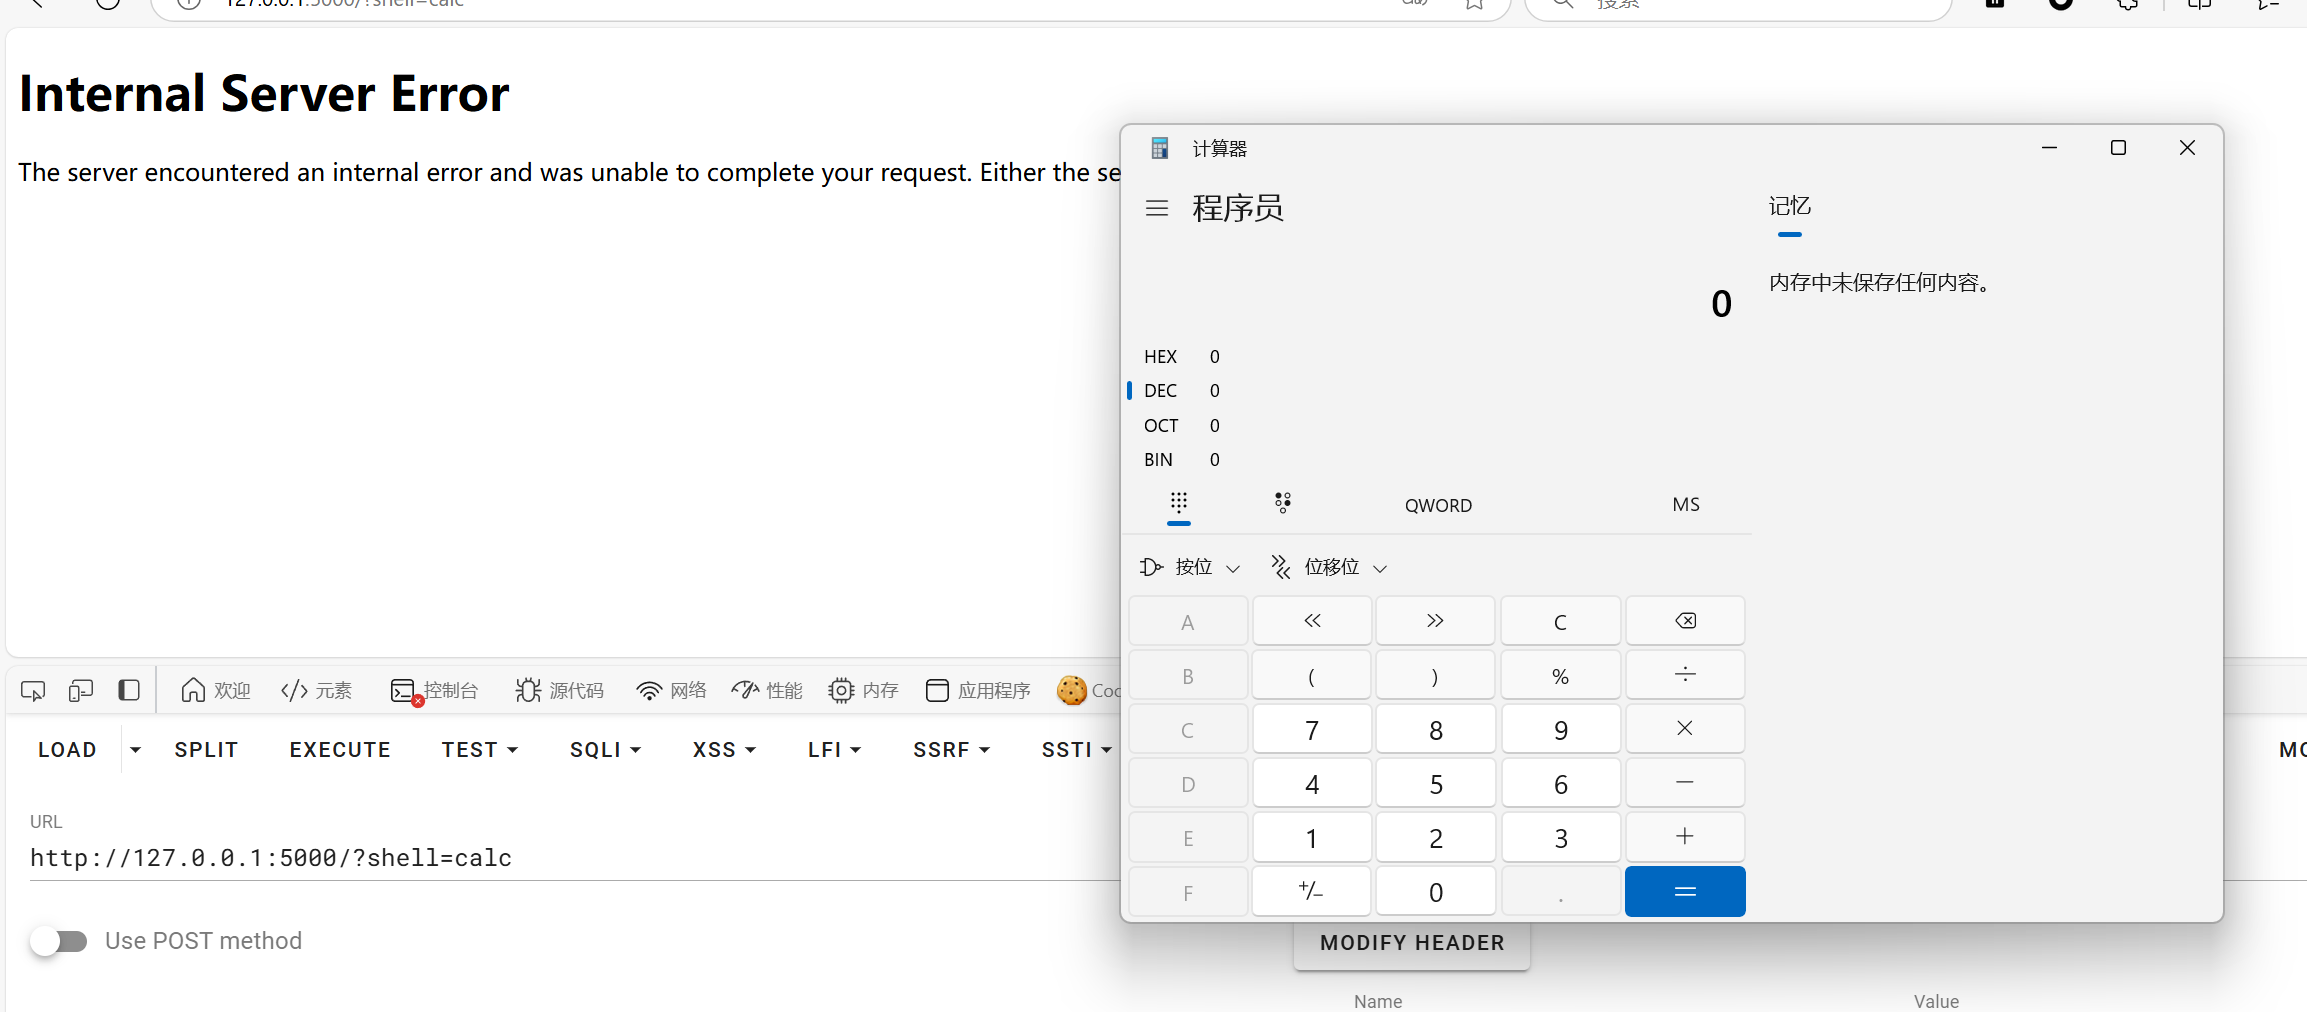 127.0.0.1:5000/?shell=calc
搜索
Internal Server Error
The server encountered an internal error and was unable to complete your request. Either the se
计算器
程序员
记忆
0
内存中未保存任何内容。
HEX 0
DEC 0
OCT 0
BIN 0
QWORD MS
按位 位移位
A « » C
B ( ) % ÷
C 7 8 9 ×
D 4 5 6 −
E 1 2 3 +
F +/− 0 . =
欢迎 元素 控制台 源代码 网络 性能 内存 应用程序 Coo
LOAD SPLIT EXECUTE TEST SQLI XSS LFI SSRF SSTI
URL
http://127.0.0.1:5000/?shell=calc
Use POST method
MODIFY HEADER
Name Value